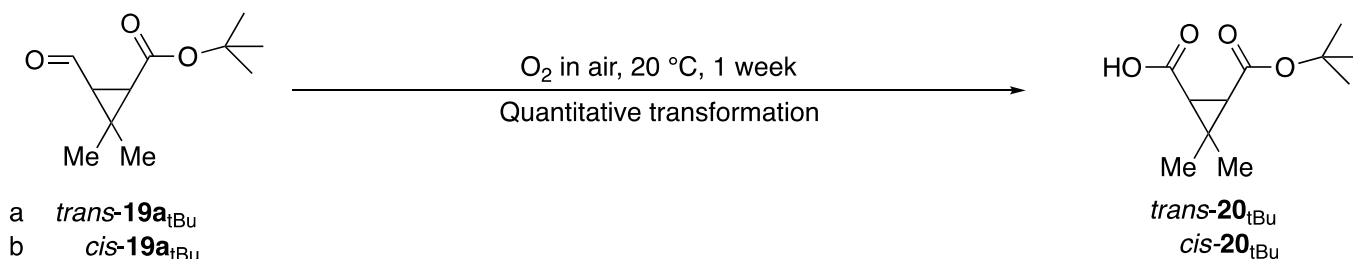 O
O
O
O₂ in air, 20 °C, 1 week
Quantitative transformation
HO
O
O
O
Me Me
Me Me
a trans-19a_tBu
b cis-19a_tBu
trans-20_tBu
cis-20_tBu